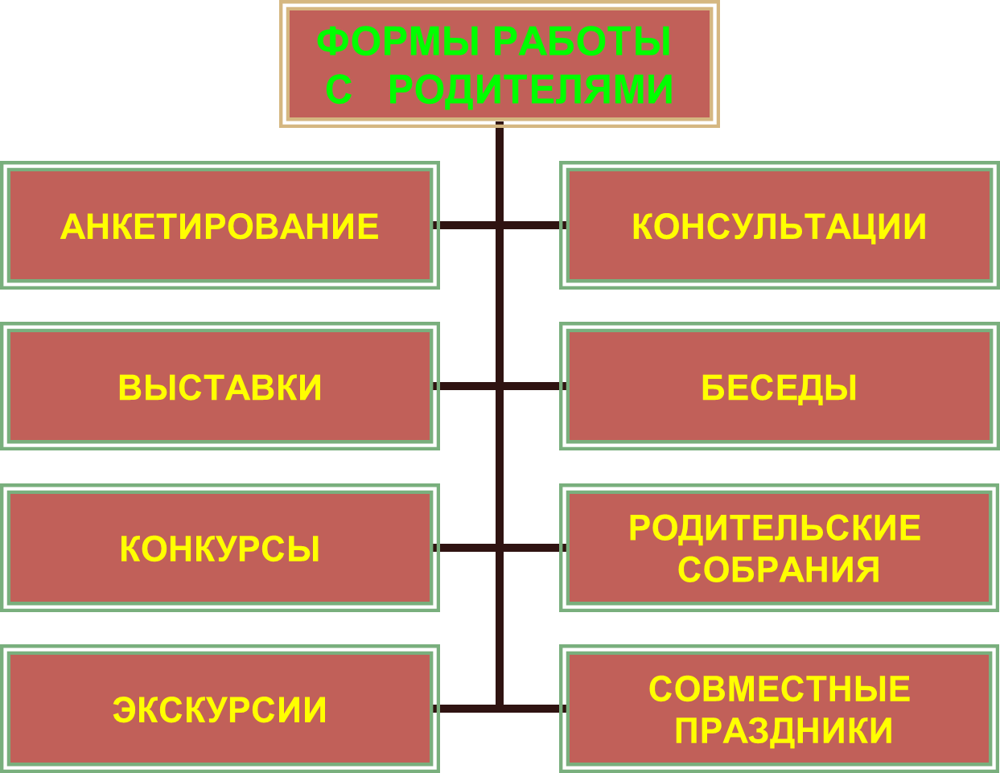 ФОРМЫ РАБОТЫ
С РОДИТЕЛЯМИ
АНКЕТИРОВАНИЕ
КОНСУЛЬТАЦИИ
ВЫСТАВКИ
БЕСЕДЫ
КОНКУРСЫ
РОДИТЕЛЬСКИЕ
СОБРАНИЯ
ЭКСКУРСИИ
СОВМЕСТНЫЕ
ПРАЗДНИКИ